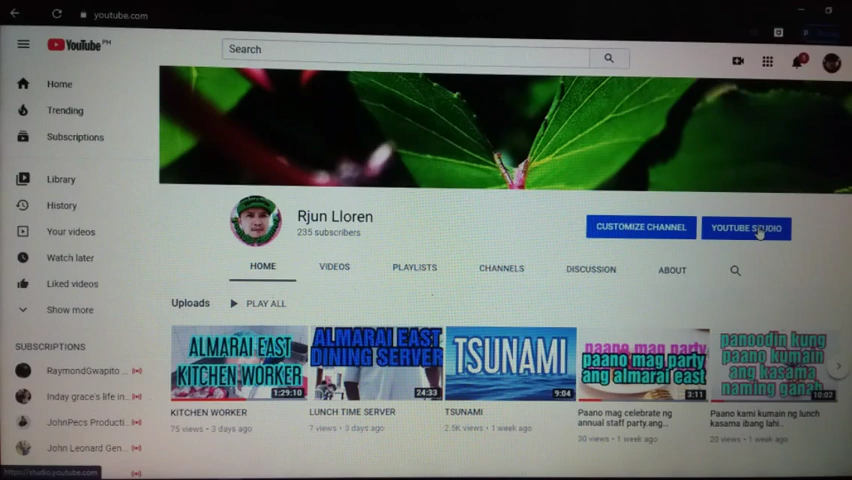 youtube.com
YouTube PH
Search
Home
Trending
Subscriptions
Library
History
Your videos
Watch later
Liked videos
Show more
SUBSCRIPTIONS
RaymondGwapito ...
Inday grace's life in...
JohnPecs Producti...
John Leonard Gen...
Rjun Lloren
235 subscribers
CUSTOMIZE CHANNEL
YOUTUBE STUDIO
HOME VIDEOS PLAYLISTS CHANNELS DISCUSSION ABOUT
Uploads PLAY ALL
ALMARAI EAST
KITCHEN WORKER
1:29:10
KITCHEN WORKER
75 views • 3 days ago
ALMARAI EAST
DINING SERVER
24:33
LUNCH TIME SERVER
7 views • 3 days ago
TSUNAMI
9:04
TSUNAMI
2.5K views • 1 week ago
paano mag party
ang almarai east
3:11
Paano mag celebrate ng
annual staff party.ang...
30 views • 1 week ago
panoodin kung
paano kumain
ang kasama
naming ganah
10:02
Paano kami kumain ng lunch
kasama ibang lahi..
20 views • 1 week ago
https://studio.youtube.com